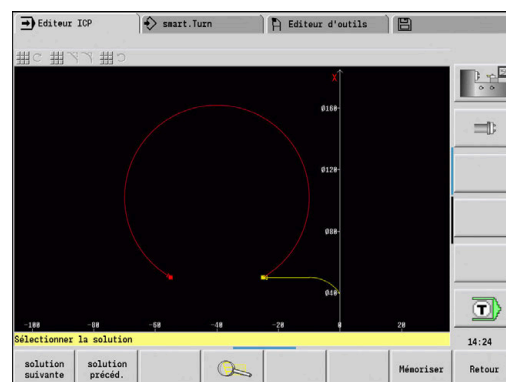 Editeur ICP smart.Turn Editeur d'outils
X
Ø160
Ø120
Ø80
Ø40
-100 -80 -60 -40 -20 0 20
Sélectionner la solution
14:24
solution suivante
solution précéd.
Mémoriser
Retour
T